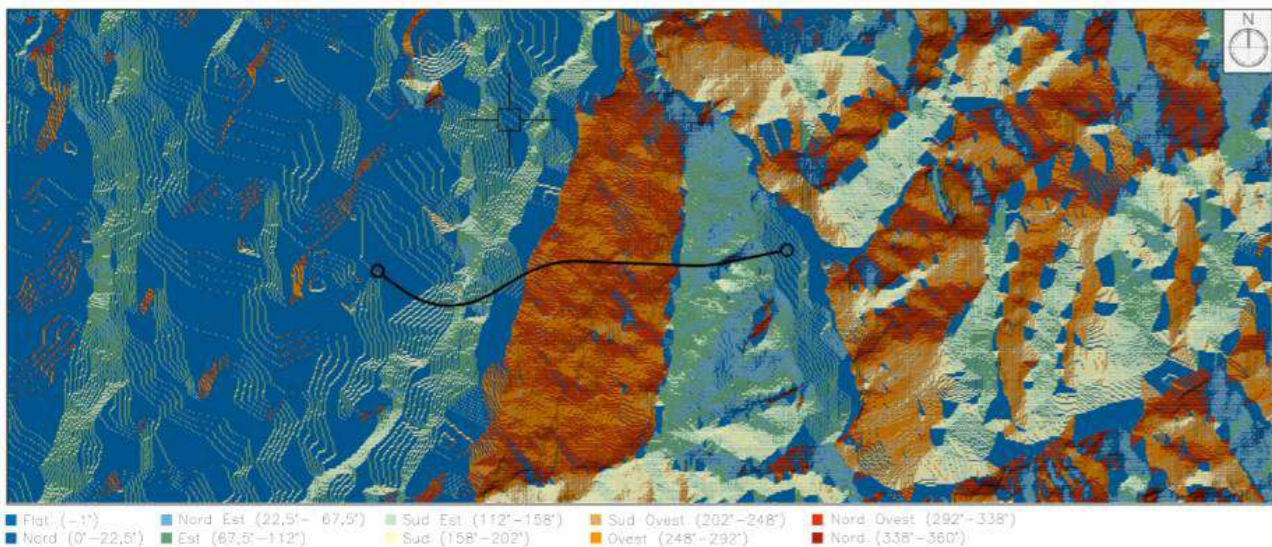 N
Flat (-1°) Nord Est (22,5°- 67,5°) Sud Est (112°-158°) Sud Ovest (202°-248°) Nord Ovest (292°-338°)
Nord (0°-22,5°) Est (67,5°-112°) Sud (158°-202°) Ovest (248°-292°) Nord (338°-360°)